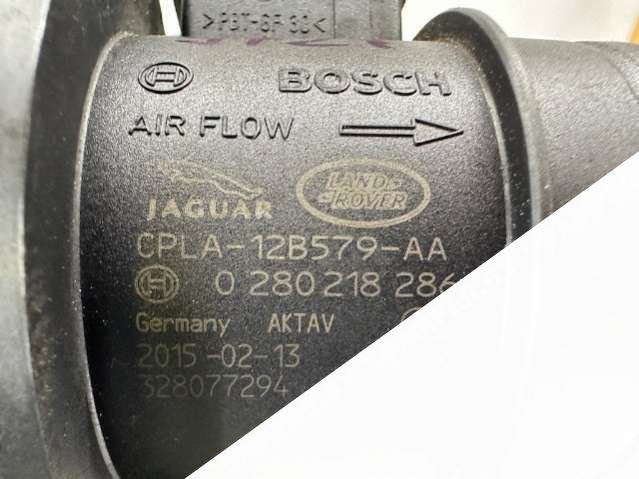 >PBT-GF30<
BOSCH
AIR FLOW
JAGUAR
LAND-
ROVER
CPLA-12B579-AA
0 280 218 286
Germany AKTAV
2015-02-13
328077294